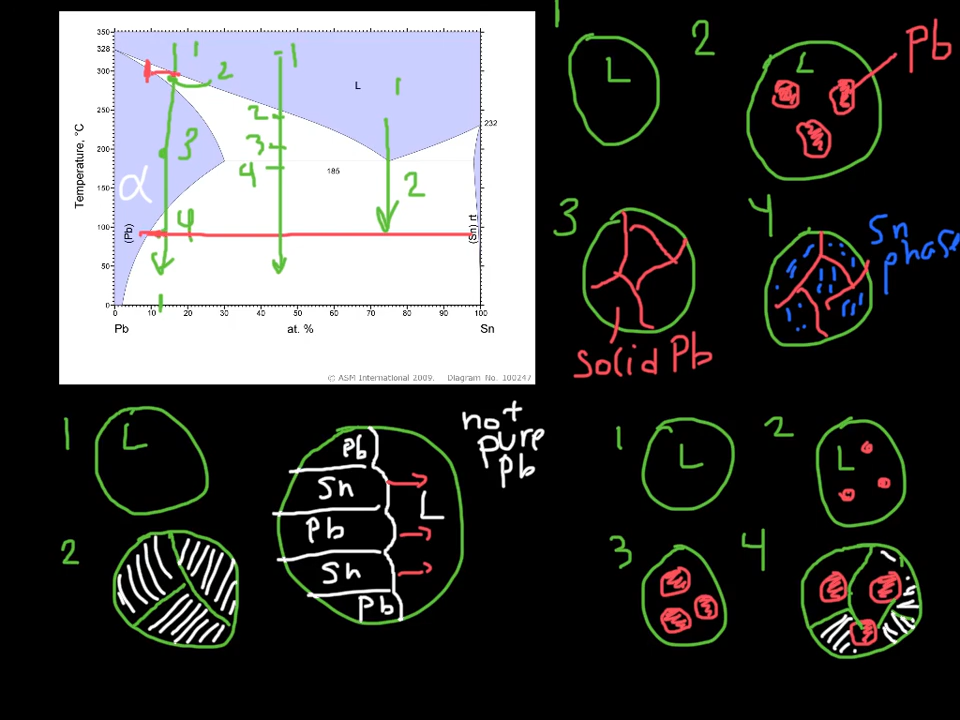 350
328
300
250
200
150
100
50
0
Temperature, °C
L
232
185
(Pb)
(Sn) rt
0 10 20 30 40 50 60 70 80 90 100
Pb at. % Sn
© ASM International 2009. Diagram No. 100247
α
1
2
3
4
1
1
2
3
4
1
2
1
L
2
L
Pb
3
solid Pb
4
Sn
phase
1
L
2
Pb
Sn
Pb
Sn
Pb
L
not
pure
Pb
1
L
2
L
3
4